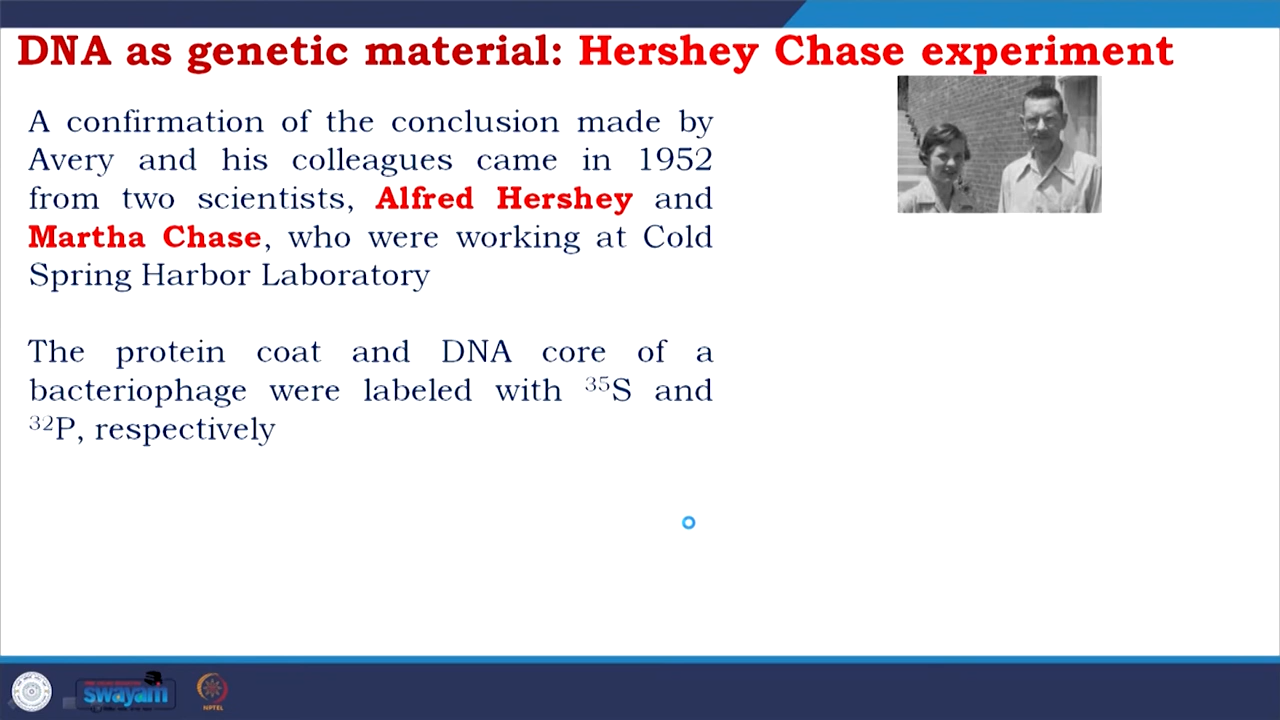 DNA as genetic material: Hershey Chase experiment
A confirmation of the conclusion made by
Avery and his colleagues came in 1952
from two scientists, Alfred Hershey and
Martha Chase, who were working at Cold
Spring Harbor Laboratory
The protein coat and DNA core of a
bacteriophage were labeled with ³⁵S and
³²P, respectively
swayam
NPTEL